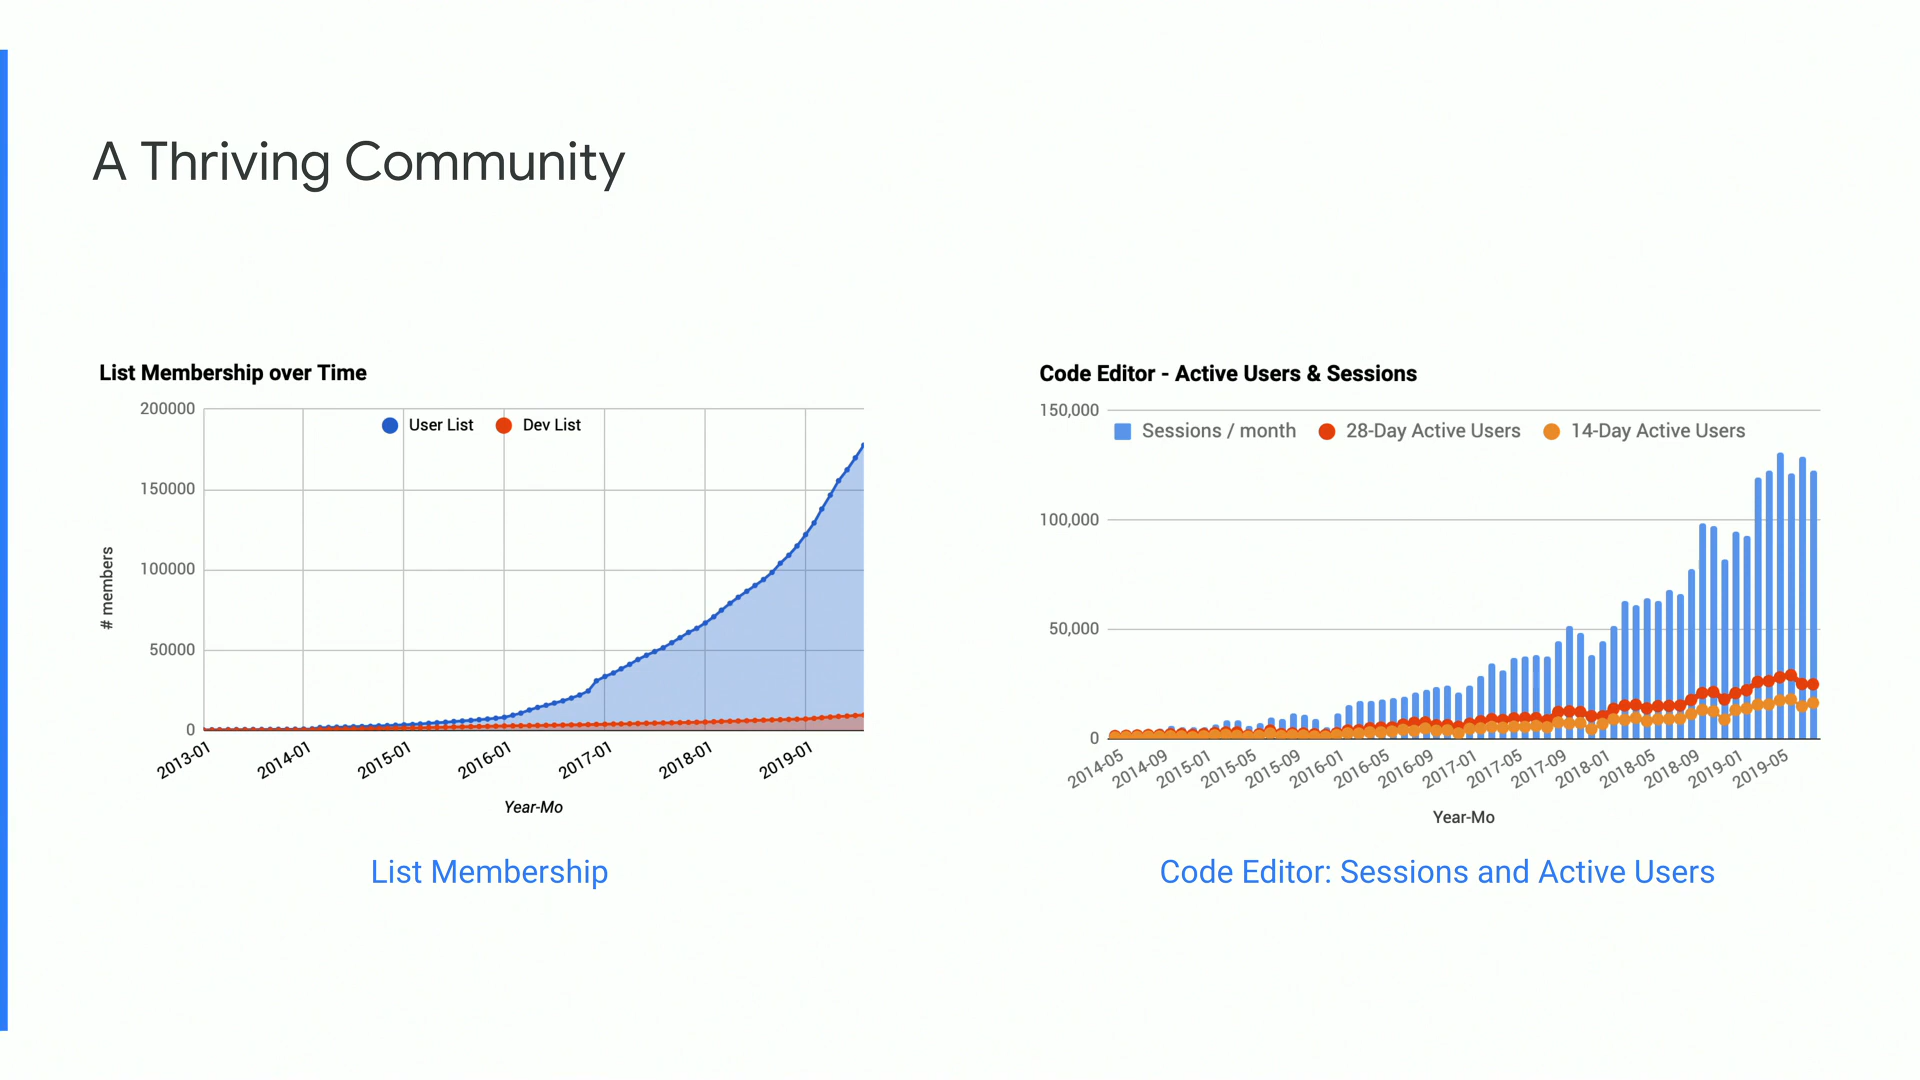 A Thriving Community
List Membership over Time
User List
Dev List
200000
150000
100000
50000
0
# members
2013-01
2014-01
2015-01
2016-01
2017-01
2018-01
2019-01
Year-Mo
List Membership
Code Editor - Active Users & Sessions
Sessions / month
28-Day Active Users
14-Day Active Users
150,000
100,000
50,000
0
2014-05
2014-09
2015-01
2015-05
2015-09
2016-01
2016-05
2016-09
2017-01
2017-05
2017-09
2018-01
2018-05
2018-09
2019-01
2019-05
Year-Mo
Code Editor: Sessions and Active Users